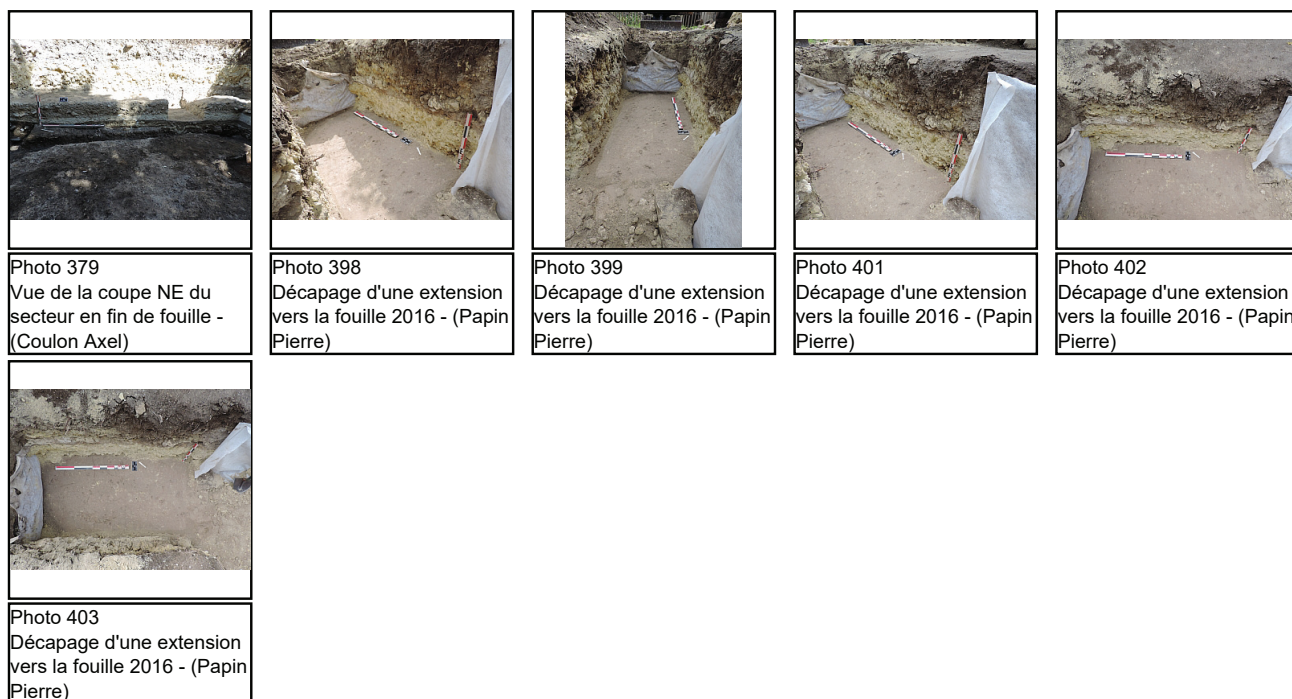 Photo 379
Vue de la coupe NE du
secteur en fin de fouille -
(Coulon Axel)
Photo 398
Décapage d'une extension
vers la fouille 2016 - (Papin
Pierre)
Photo 399
Décapage d'une extension
vers la fouille 2016 - (Papin
Pierre)
Photo 401
Décapage d'une extension
vers la fouille 2016 - (Papin
Pierre)
Photo 402
Décapage d'une extension
vers la fouille 2016 - (Papin
Pierre)
Photo 403
Décapage d'une extension
vers la fouille 2016 - (Papin
Pierre)